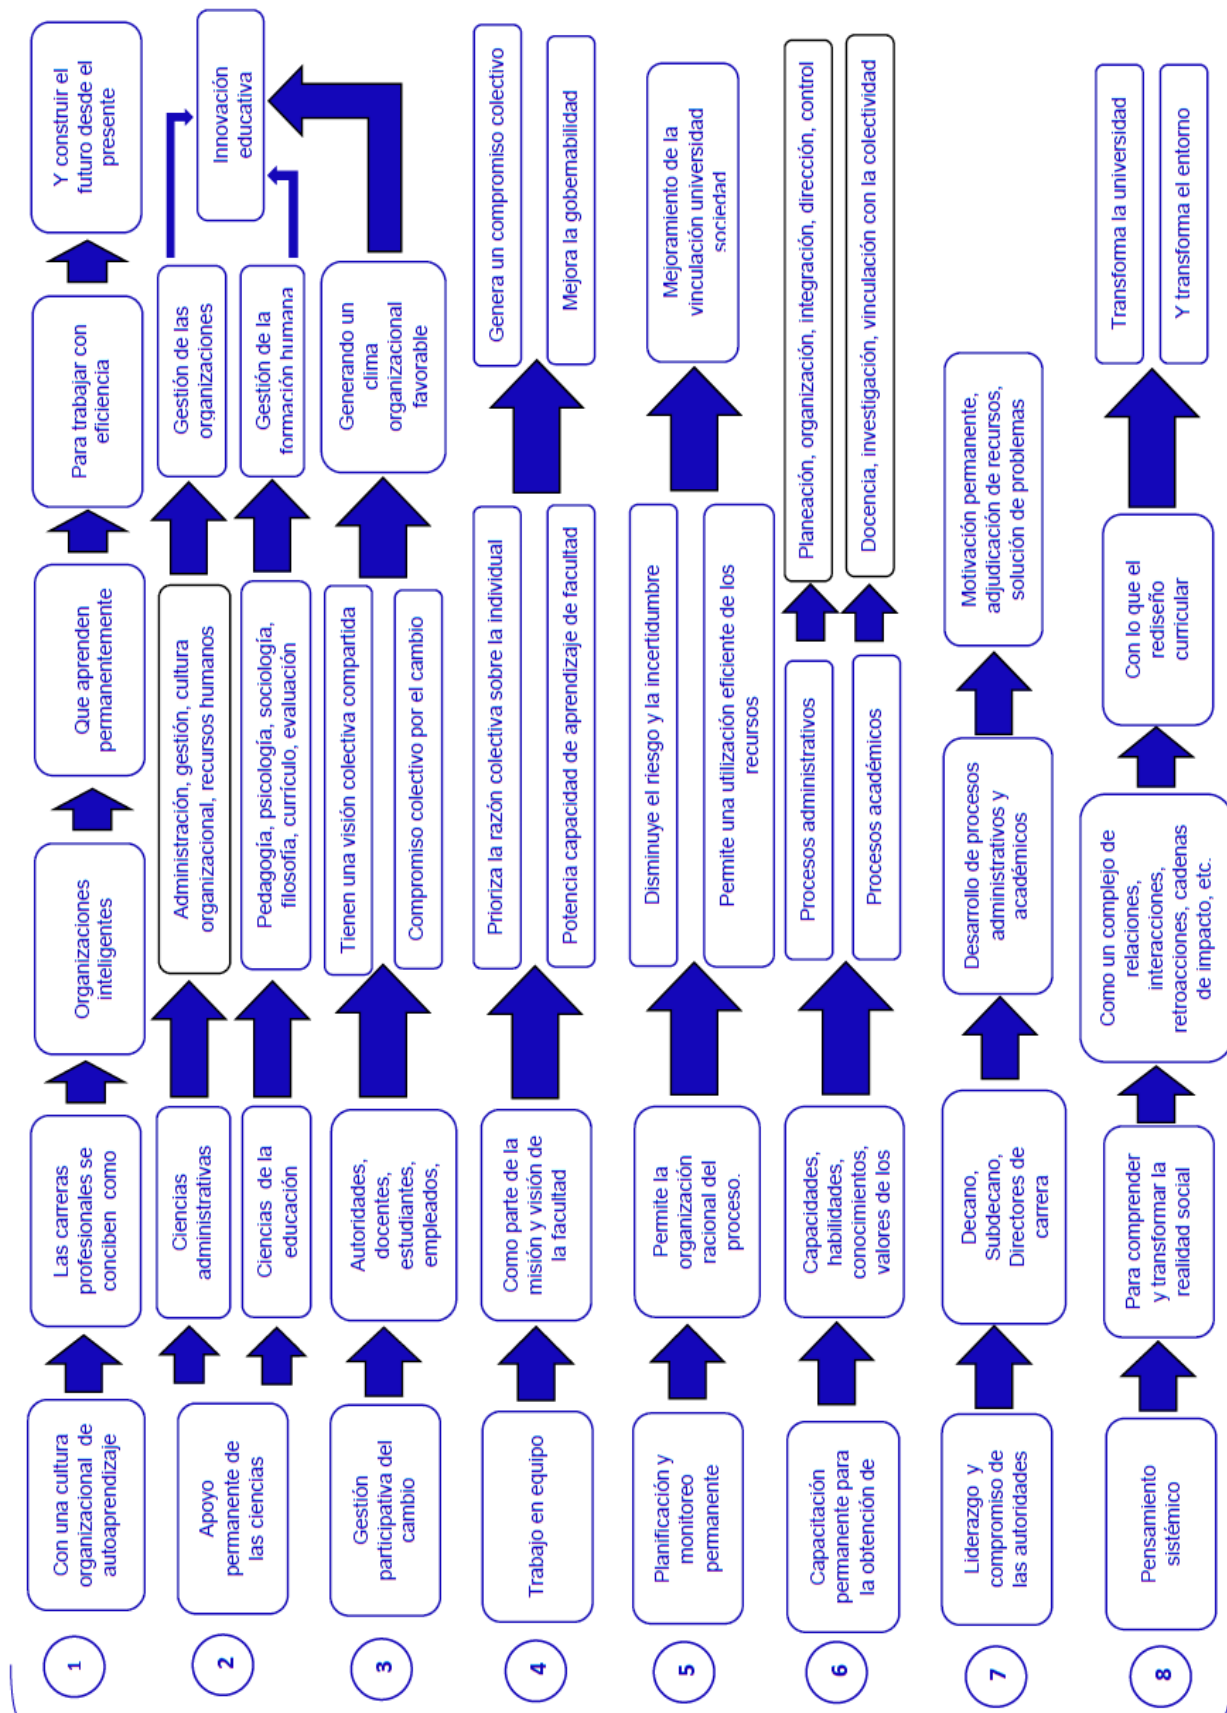 1
Con una cultura
organizacional de
autoaprendizaje
Las carreras
profesionales se
conciben como
Organizaciones
inteligentes
Que aprenden
permanentemente
Para trabajar con
eficiencia
Y construir el
futuro desde el
presente
2
Apoyo
permanente de
las ciencias
Ciencias
administrativas
Administración, gestión, cultura
organizacional, recursos humanos
Gestión de las
organizaciones
Ciencias de la
educación
Pedagogía, psicología, sociología,
filosofía, currículo, evaluación
Gestión de la
formación humana
Innovación
educativa
3
Gestión
participativa del
cambio
Autoridades,
docentes,
estudiantes,
empleados,
Tienen una visión colectiva compartida
Compromiso colectivo por el cambio
Generando un
clima
organizacional
favorable
4
Trabajo en equipo
Como parte de la
misión y visión de
la facultad
Prioriza la razón colectiva sobre la individual
Potencia capacidad de aprendizaje de facultad
Genera un compromiso colectivo
Mejora la gobernabilidad
5
Planificación y
monitoreo
permanente
Permite la
organización
racional del
proceso.
Disminuye el riesgo y la incertidumbre
Permite una utilización eficiente de los
recursos
Mejoramiento de la
vinculación universidad
sociedad
6
Capacitación
permanente para
la obtención de
Capacidades,
habilidades,
conocimientos,
valores de los
Procesos administrativos
Procesos académicos
Planeación, organización, integración, dirección, control
Docencia, investigación, vinculación con la colectividad
7
Liderazgo y
compromiso de
las autoridades
Decano,
Subdecano,
Directores de
carrera
Desarrollo de procesos
administrativos y
académicos
Motivación permanente,
adjudicación de recursos,
solución de problemas
8
Pensamiento
sistémico
Para comprender
y transformar la
realidad social
Como un complejo de
relaciones,
interacciones,
retroacciones, cadenas
de impacto, etc.
Con lo que el
rediseño
curricular
Transforma la universidad
Y transforma el entorno